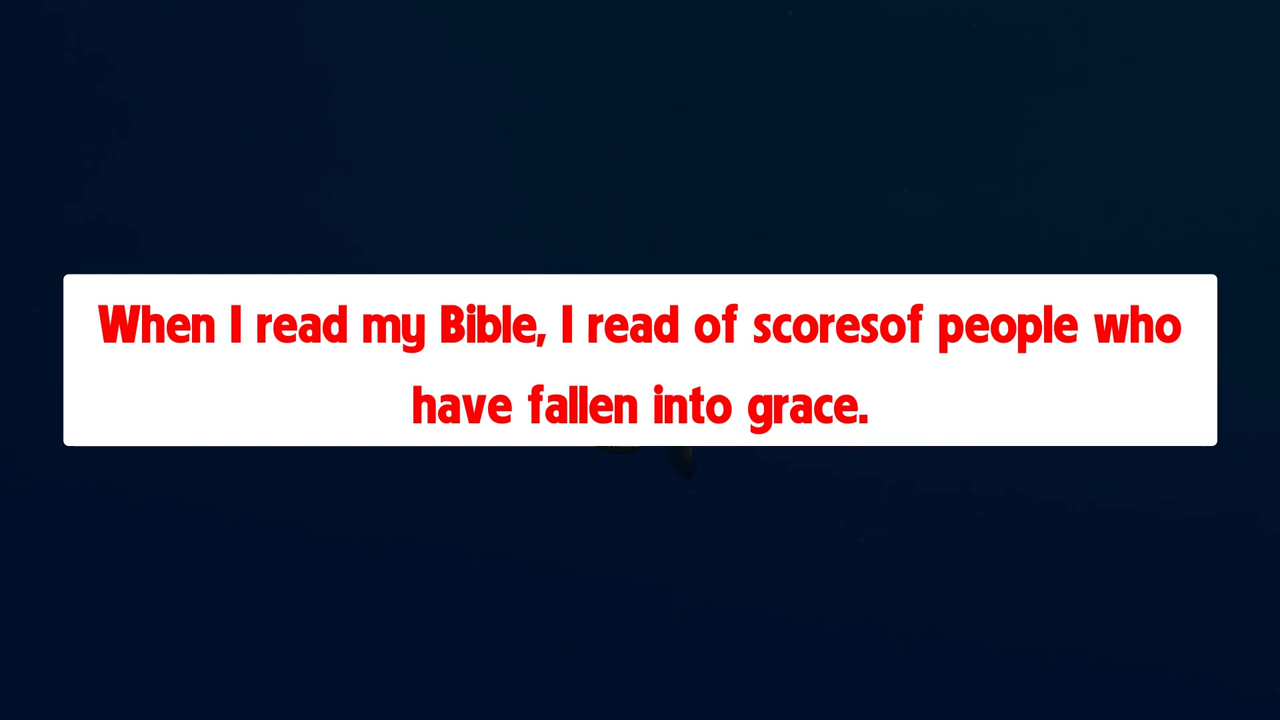 When I read my Bible, I read of scoresof people who
have fallen into grace.